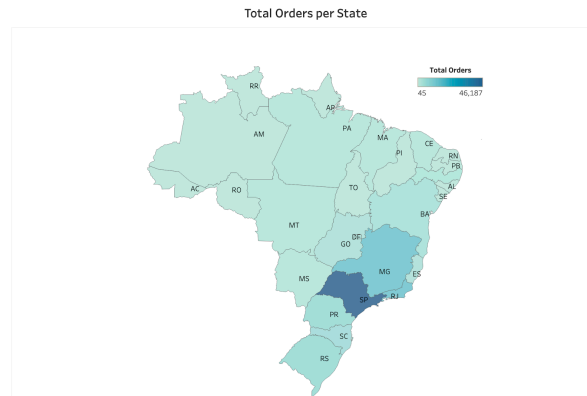 Total Orders per State
Total Orders
45 46,187
RR
AP
AM
PA
MA
CE
RN
PB
PI
AL
SE
AC
RO
TO
BA
MT
DF
GO
MG
ES
MS
SP
RJ
PR
SC
RS